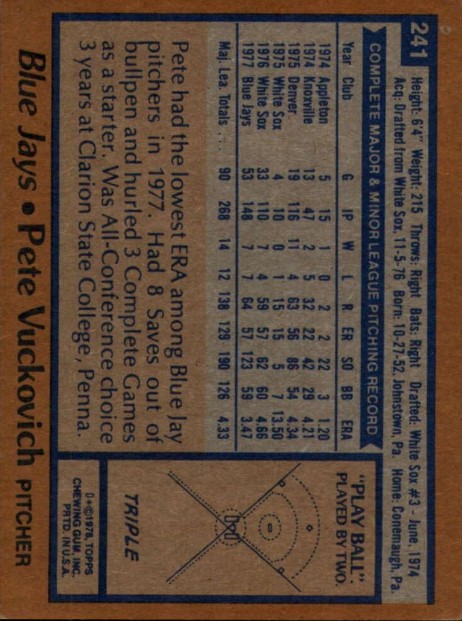 241
Height: 6'4" Weight: 215 Throws: Right Bats: Right Drafted: White Sox #3 - June, 1974
Acq: Drafted from White Sox, 11-5-76 Born: 10-27-52, Johnstown, Pa. Home: Conemaugh, Pa.
COMPLETE MAJOR & MINOR LEAGUE PITCHING RECORD
Year Club G IP W L R ER SO BB ERA
1974 Appleton 5 15 1 0 2 2 22 3 1.20
1974 Knoxville 13 47 2 5 32 22 42 29 4.21
1975 Denver 19 116 11 4 63 56 86 54 4.34
1975 White Sox 4 10 0 1 15 15 5 7 13.50
1976 White Sox 33 110 7 4 59 57 62 60 4.66
1977 Blue Jays 53 148 7 7 64 57 123 59 3.47
Maj. Lea. Totals .... 90 268 14 12 138 129 190 126 4.33
Pete had the lowest ERA among Blue Jay
pitchers in 1977. Had 8 Saves out of
bullpen and hurled 3 Complete Games
as a starter. Was All-Conference choice
3 years at Clarion State College, Penna.
"PLAY BALL".
PLAYED BY TWO.
TRIPLE
D★©1978, TOPPS
CHEWING GUM, INC.
PRTD IN U.S.A.
Blue Jays • Pete Vuckovich PITCHER